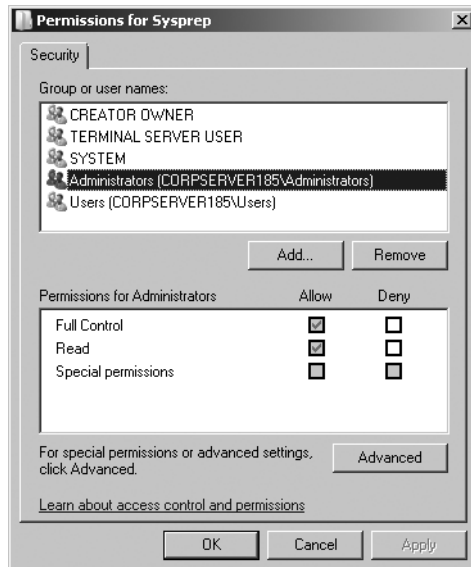 Permissions for Sysprep
Security
Group or user names:
CREATOR OWNER
TERMINAL SERVER USER
SYSTEM
Administrators (CORPSERVER185\Administrators)
Users (CORPSERVER185\Users)
Add... Remove
Permissions for Administrators Allow Deny
Full Control
Read
Special permissions
For special permissions or advanced settings,
click Advanced.
Advanced
Learn about access control and permissions
OK Cancel Apply